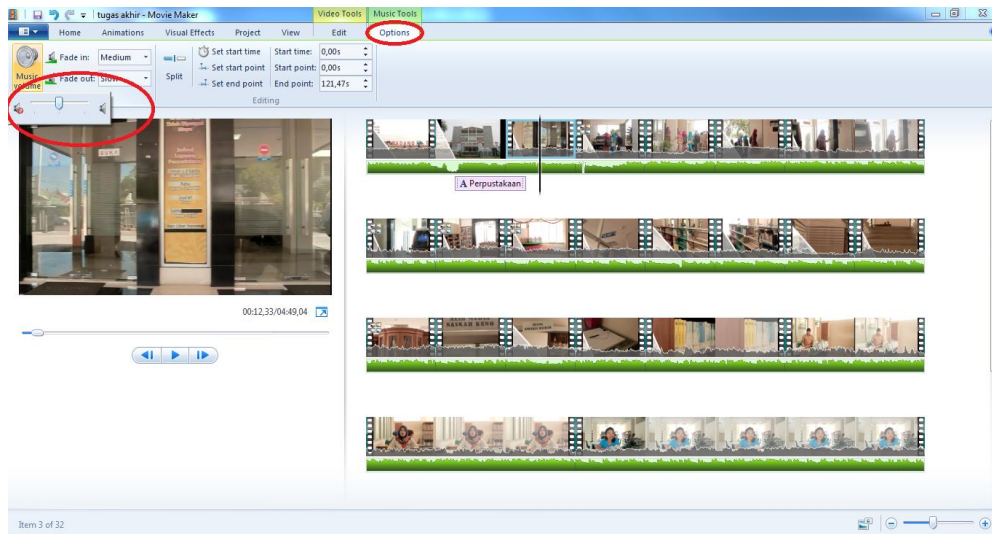 tugas akhir - Movie Maker
Video Tools
Music Tools
Home
Animations
Visual Effects
Project
View
Edit
Options
Music volume
Fade in: Medium
Fade out: Slow
Split
Set start time
Set start point
Set end point
Start time: 0,00s
Start point: 0,00s
End point: 121,47s
Editing
A Perpustakaan
00:12,33/04:49,04
Item 3 of 32